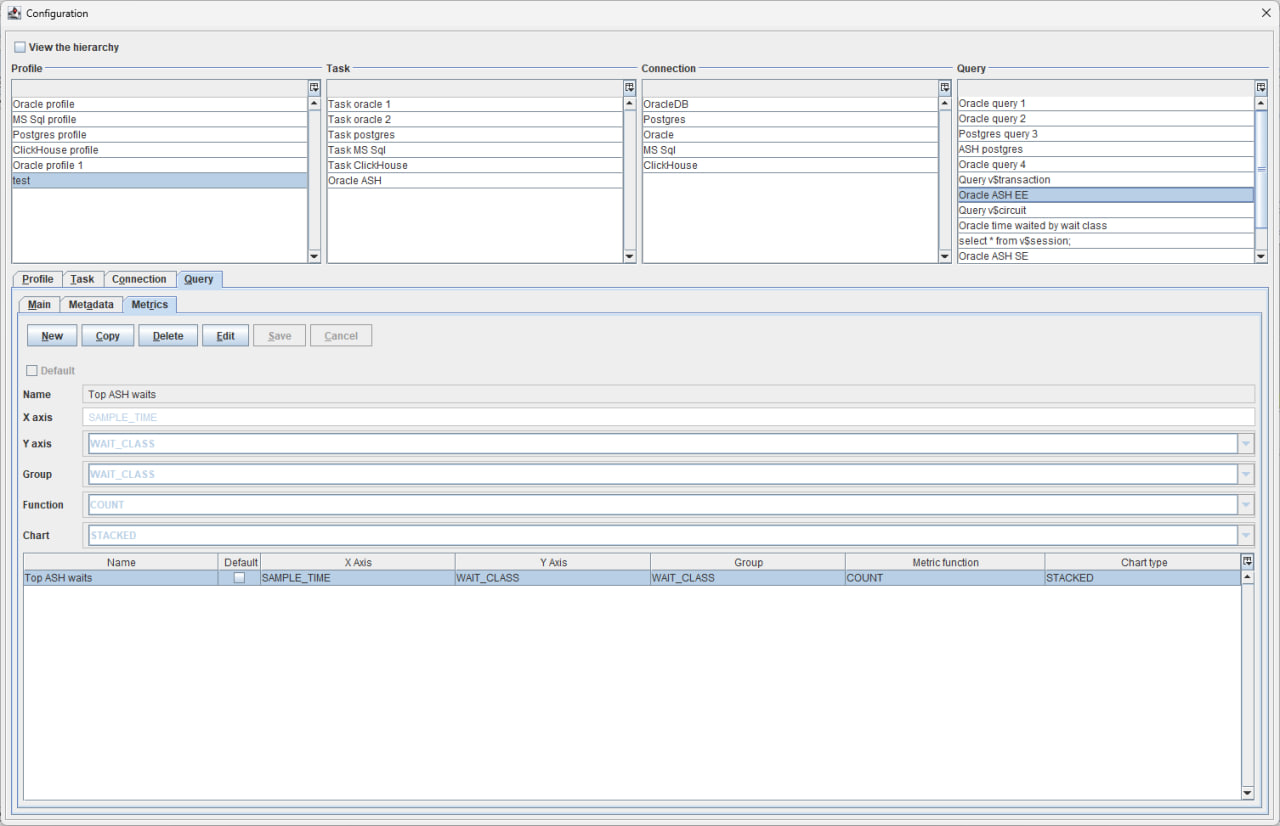 Configuration
View the hierarchy
Profile
Oracle profile
MS Sql profile
Postgres profile
ClickHouse profile
Oracle profile 1
test
Task
Task oracle 1
Task oracle 2
Task postgres
Task MS Sql
Task ClickHouse
Oracle ASH
Connection
OracleDB
Postgres
Oracle
MS Sql
ClickHouse
Query
Oracle query 1
Oracle query 2
Postgres query 3
ASH postgres
Oracle query 4
Query v$transaction
Oracle ASH EE
Query v$circuit
Oracle time waited by wait class
select * from v$session;
Oracle ASH SE
Profile Task Connection Query
Main Metadata Metrics
New Copy Delete Edit Save Cancel
Default
Name Top ASH waits
X axis SAMPLE_TIME
Y axis WAIT_CLASS
Group WAIT_CLASS
Function COUNT
Chart STACKED
Name Default X Axis Y Axis Group Metric function Chart type
Top ASH waits SAMPLE_TIME WAIT_CLASS WAIT_CLASS COUNT STACKED